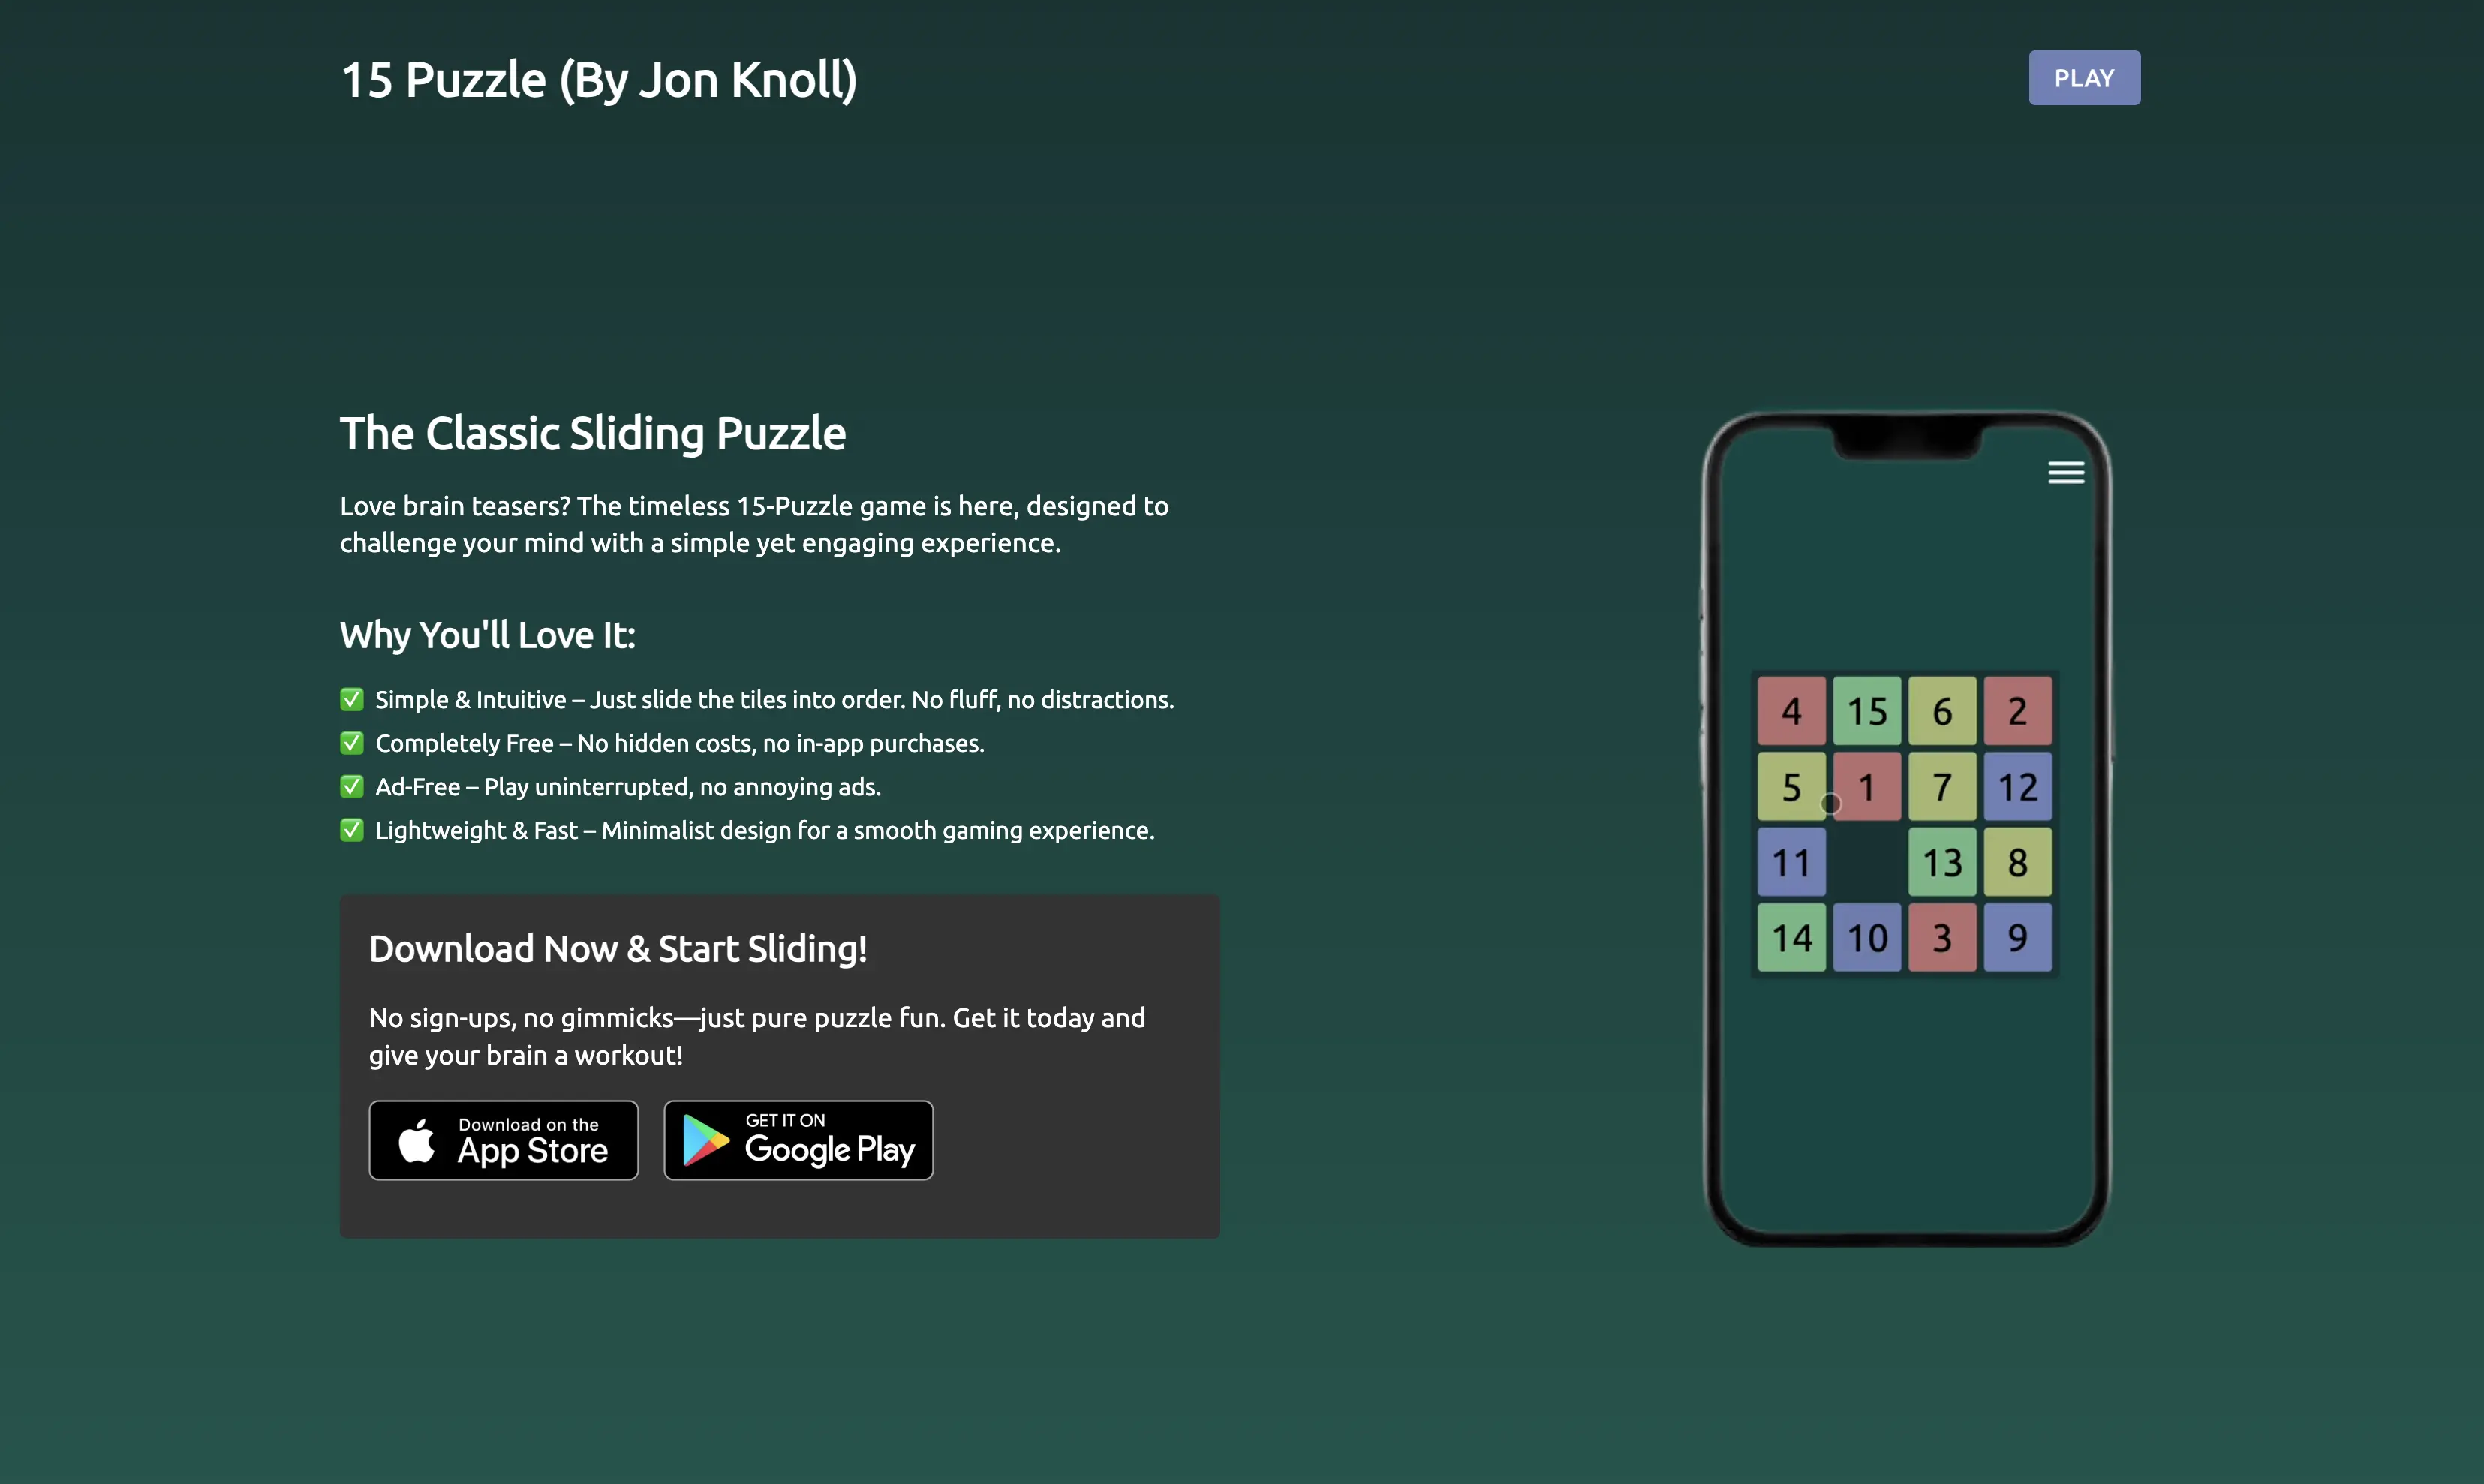 15 Puzzle (By Jon Knoll)
PLAY
The Classic Sliding Puzzle
Love brain teasers? The timeless 15-Puzzle game is here, designed to
challenge your mind with a simple yet engaging experience.
Why You'll Love It:
✅ Simple & Intuitive – Just slide the tiles into order. No fluff, no distractions.
✅ Completely Free – No hidden costs, no in-app purchases.
✅ Ad-Free – Play uninterrupted, no annoying ads.
✅ Lightweight & Fast – Minimalist design for a smooth gaming experience.
Download Now & Start Sliding!
No sign-ups, no gimmicks—just pure puzzle fun. Get it today and
give your brain a workout!
Download on the
App Store
GET IT ON
Google Play
4 15 6 2
5 1 7 12
11 13 8
14 10 3 9